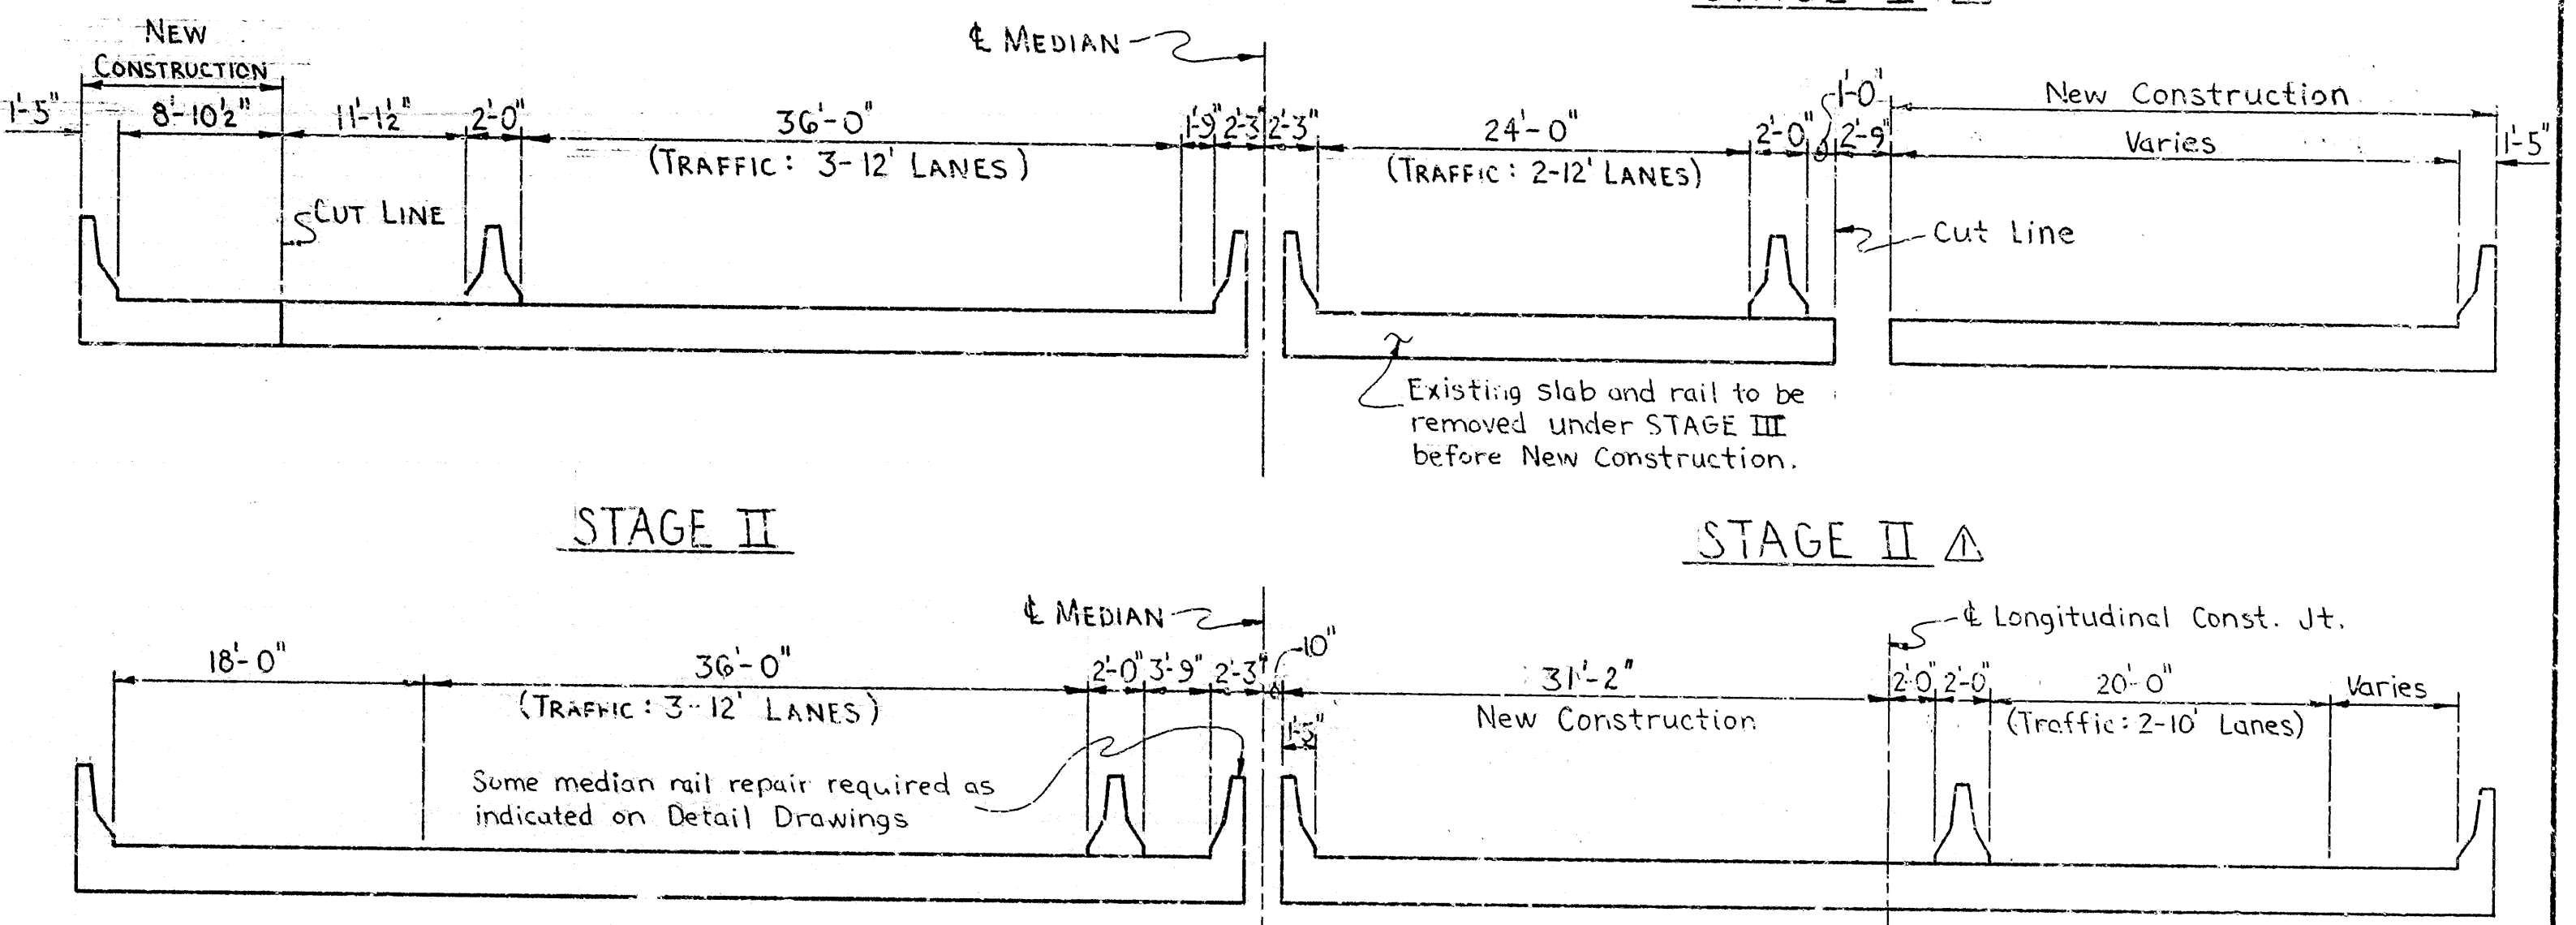 NEW
CONSTRUCTION
1'-5" 8'-10½" 11'-1½" 2'-0" 36'-0" 1'-9" 2'-3" 2'-3" 24'-0" 2'-0" 1'-0" 2'-9" Varies 1'-5"
(TRAFFIC: 3-12' LANES)
℄ MEDIAN
(TRAFFIC: 2-12' LANES)
New Construction
CUT LINE
Cut Line
Existing slab and rail to be
removed under STAGE III
before New Construction.
STAGE II
STAGE II 1
℄ MEDIAN
℄ Longitudinal Const. Jt.
18'-0" 36'-0" 2'-0" 3'-9" 2'-3" 10" 31'-2" 2'-0 2'-0" 20'-0" Varies
(TRAFFIC: 3-12' LANES)
1'-5"
New Construction
(Traffic: 2-10' Lanes)
Some median rail repair required as
indicated on Detail Drawings